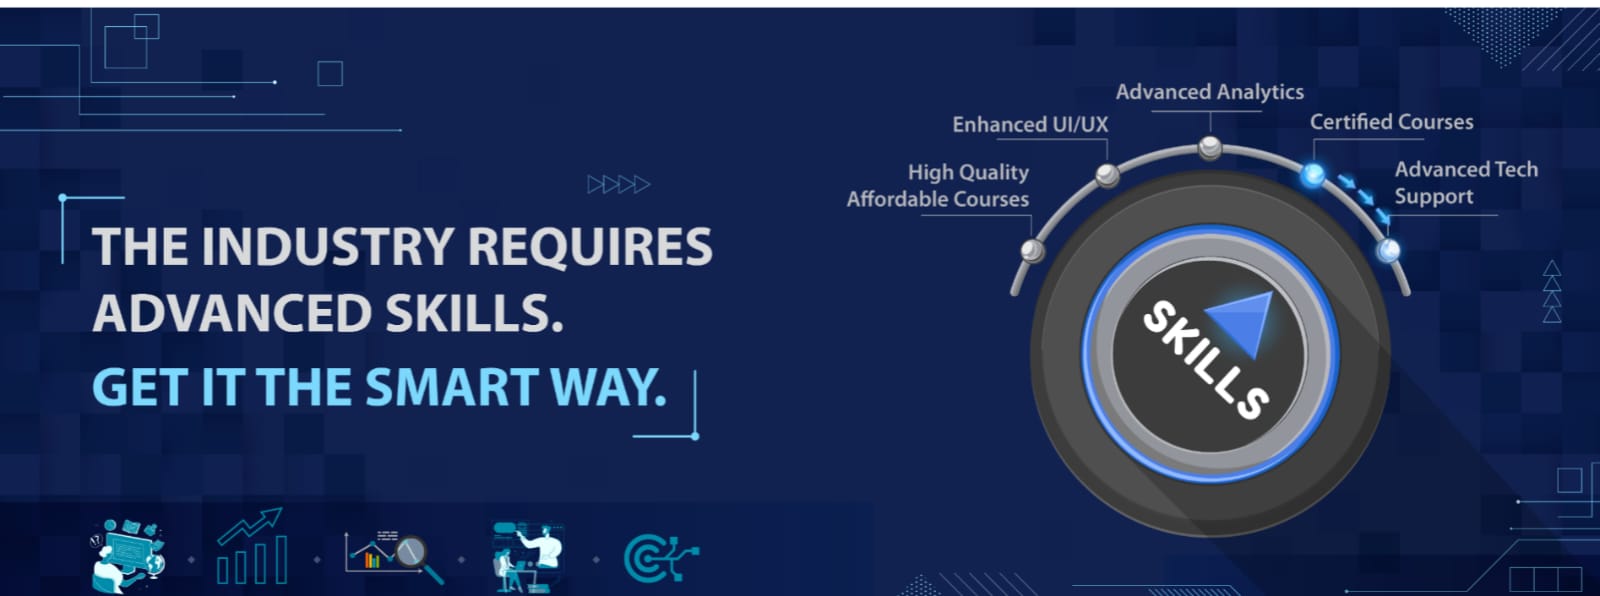 THE INDUSTRY REQUIRES
ADVANCED SKILLS.
GET IT THE SMART WAY.
High Quality
Affordable Courses
Enhanced UI/UX
Advanced Analytics
Certified Courses
Advanced Tech
Support
SKILLS